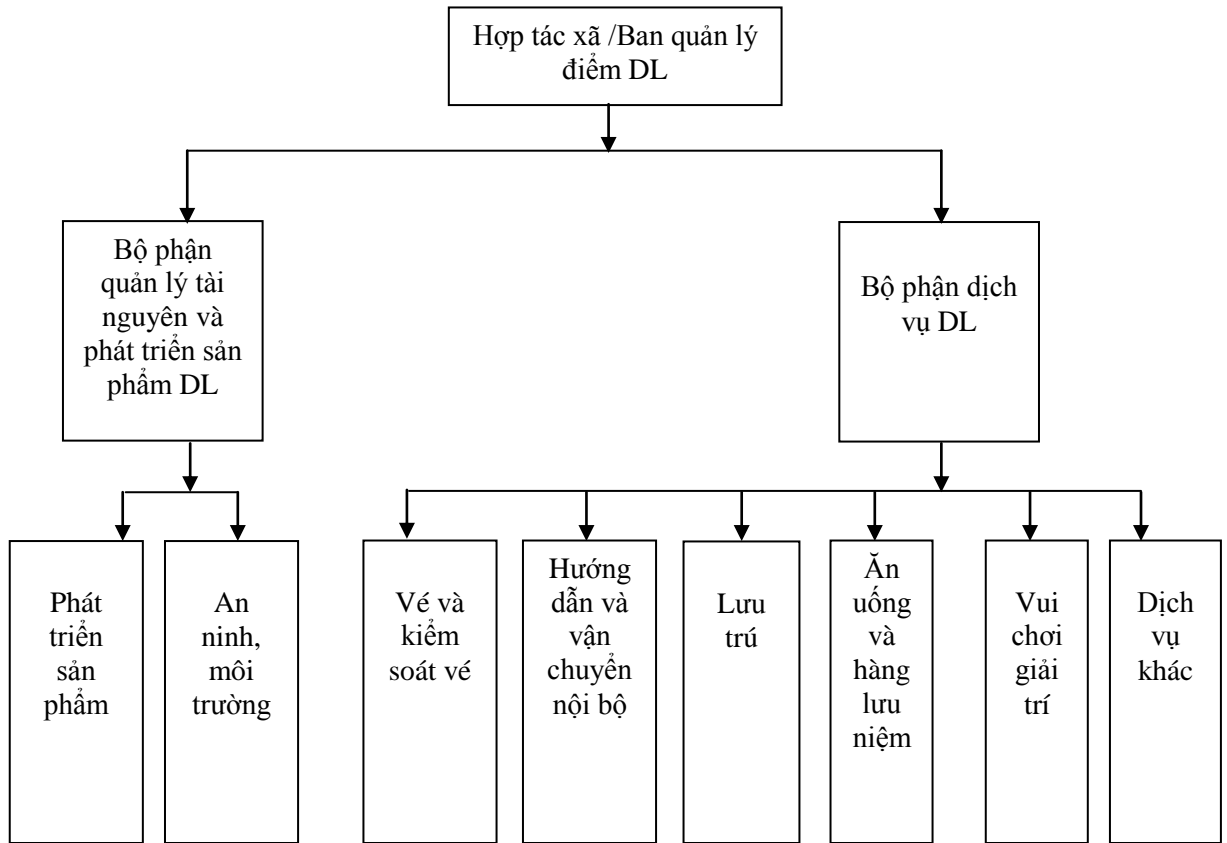 Hợp tác xã /Ban quản lý
điểm DL
Bộ phận
quản lý tài
nguyên và
phát triển sản
phẩm DL
Bộ phận dịch
vụ DL
Phát
triển
sản
phẩm
An
ninh,
môi
trường
Vé và
kiểm
soát vé
Hướng
dẫn và
vận
chuyển
nội bộ
Lưu
trú
Ăn
uống
và
hàng
lưu
niệm
Vui
chơi
giải
trí
Dịch
vụ
khác